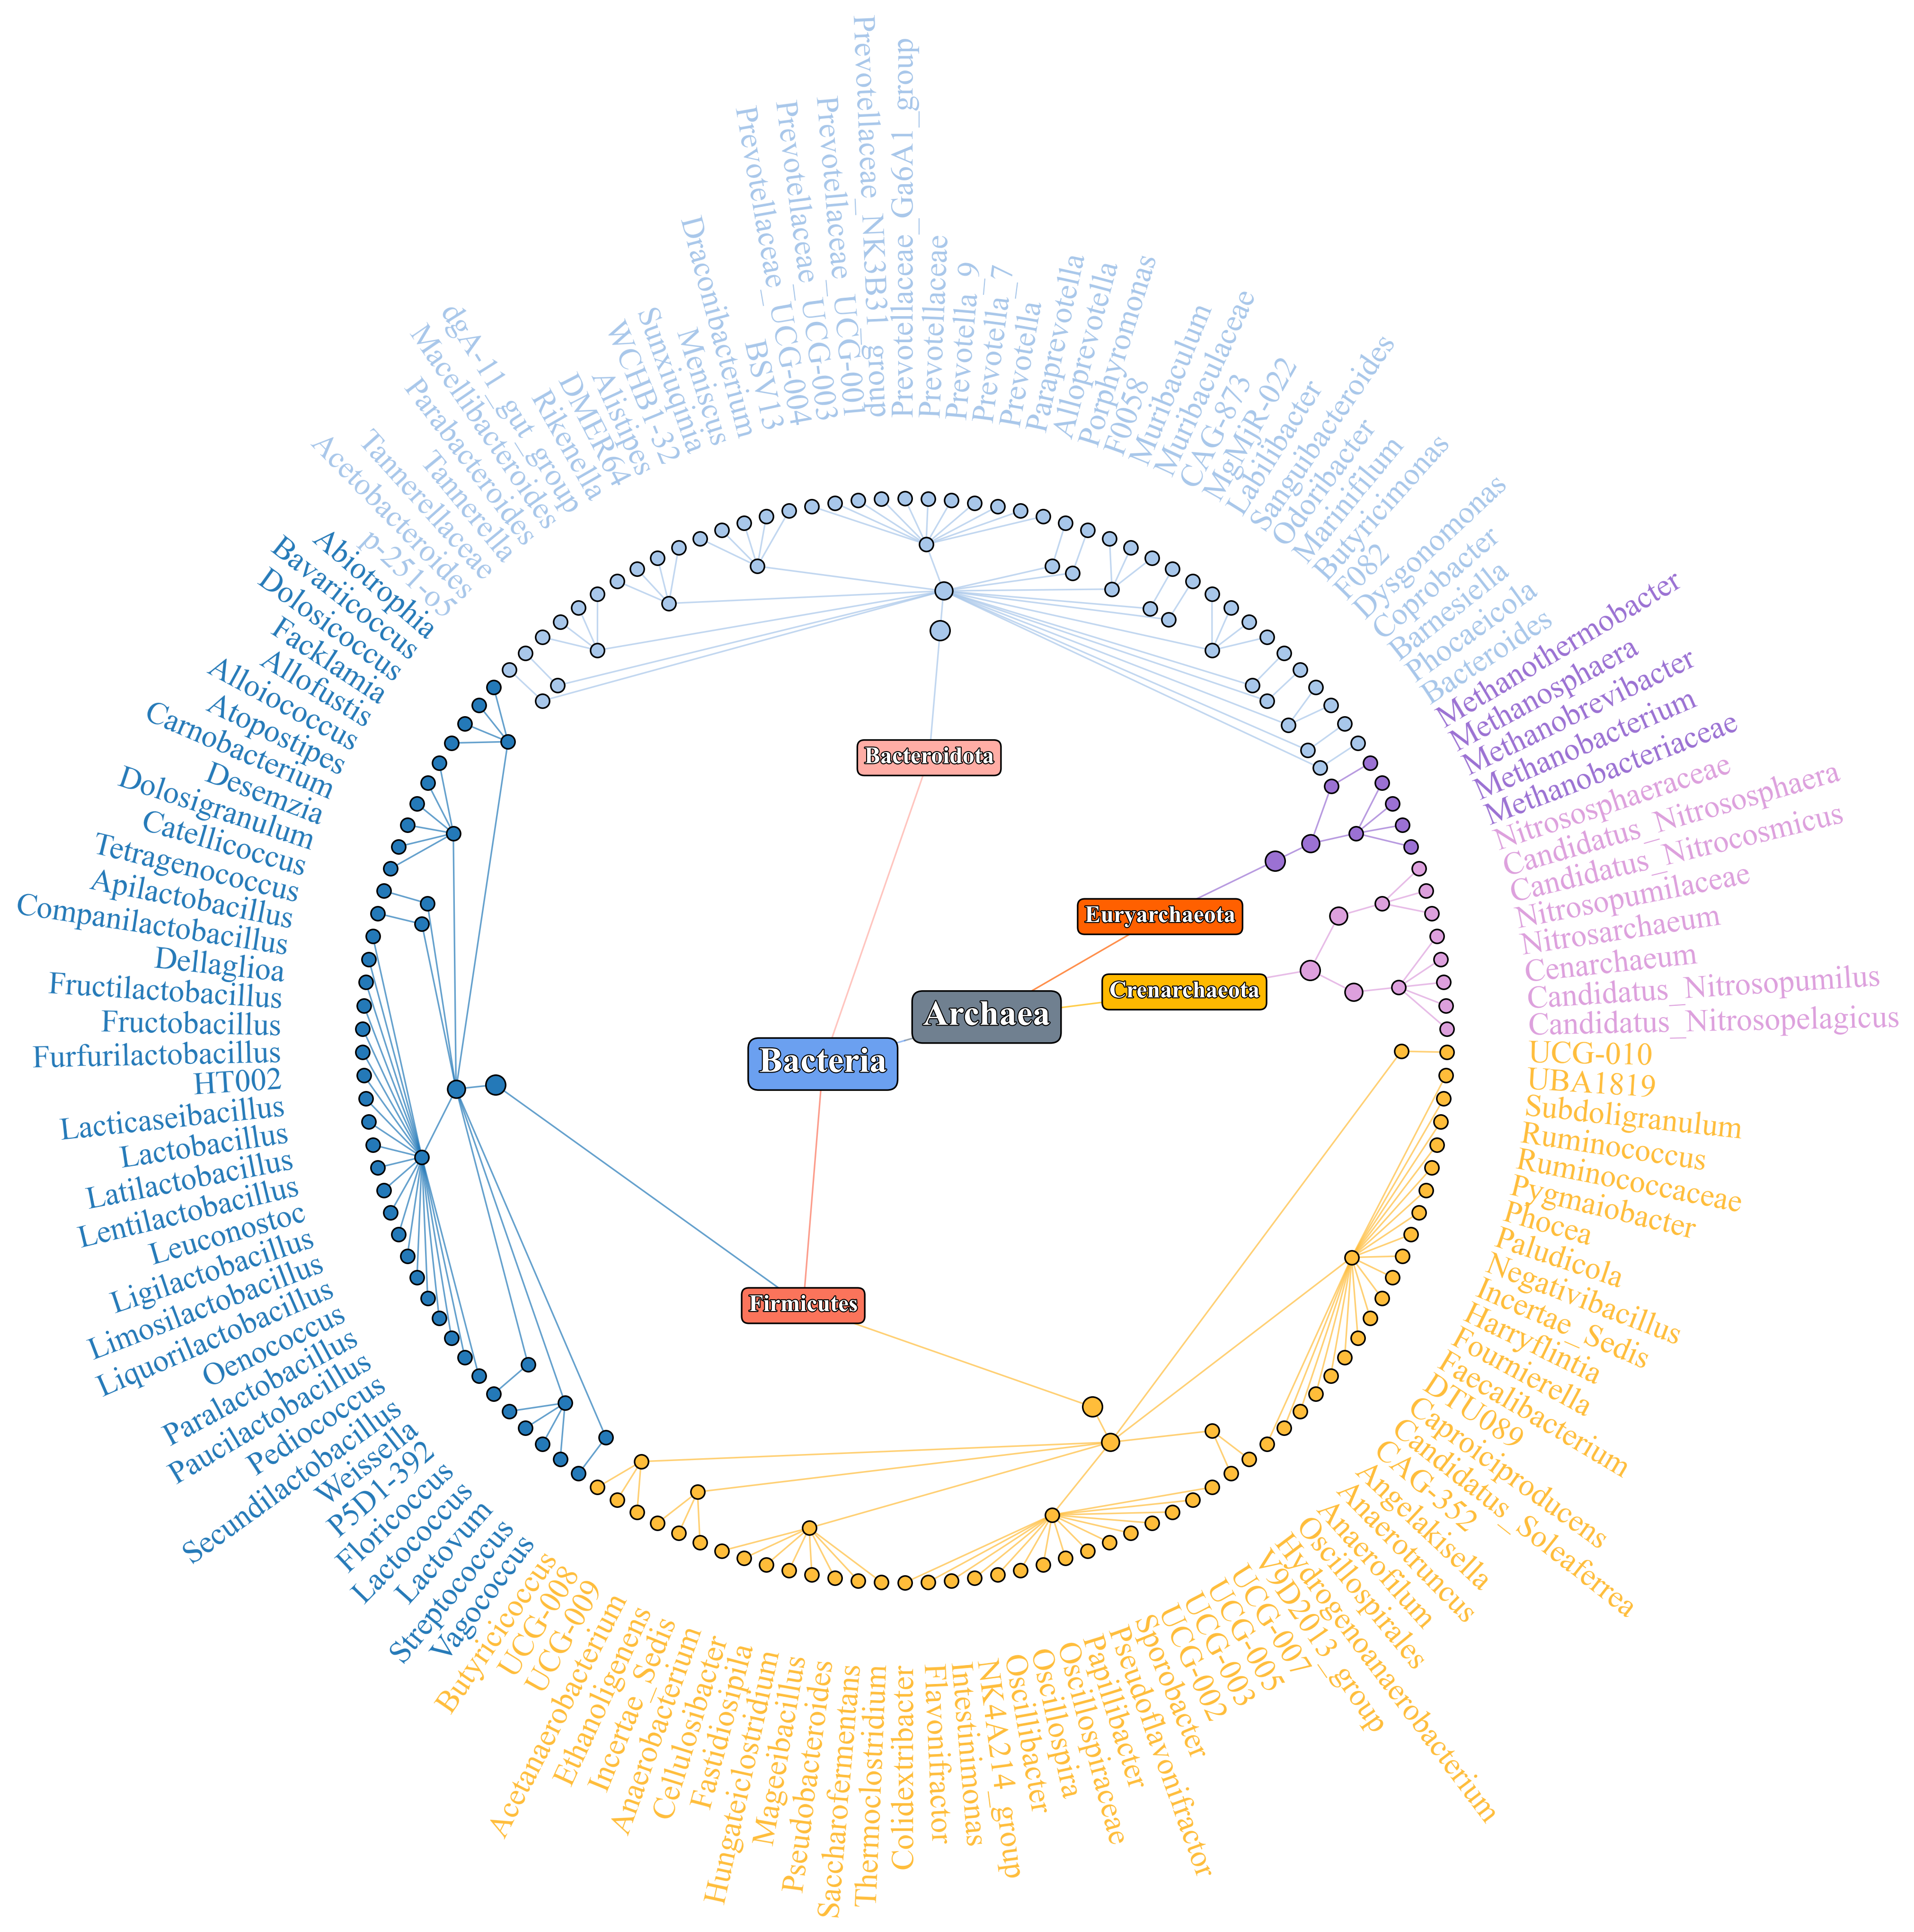 Prevotellaceae_NK3B31_group
Prevotellaceae_Ga6A1_group
Prevotellaceae
Prevotella_9
Prevotella_7
Prevotella
Paraprevotella
Alloprevotella
Porphyromonas
F0058
Muribaculum
Muribaculaceae
CAG-873
MgMjR-022
Labilibacter
Sanguibacteroides
Odoribacter
Marinifilum
Butyricimonas
F082
Dysgonomonas
Coprobacter
Barnesiella
Phocaeicola
Bacteroides
Methanothermobacter
Methanosphaera
Methanobrevibacter
Methanobacterium
Methanobacteriaceae
Nitrososphaeraceae
Candidatus_Nitrososphaera
Candidatus_Nitrocosmicus
Nitrosopumilaceae
Nitrosarchaeum
Cenarchaeum
Candidatus_Nitrosopumilus
Candidatus_Nitrosopelagicus
UCG-010
UBA1819
Subdoligranulum
Ruminococcus
Ruminococcaceae
Pygmaiobacter
Phocea
Paludicola
Negativibacillus
Incertae_Sedis
Harryflintia
Fournierella
Faecalibacterium
DTU089
Caproiciproducens
Candidatus_Soleaferrea
CAG-352
Angelakisella
Anaerotruncus
Anaerofilum
Oscillospirales
Hydrogenoanaerobacterium
V9D2013_group
UCG-007
UCG-005
UCG-003
UCG-002
Sporobacter
Pseudoflavonifractor
Papillibacter
Oscillospiraceae
Oscillospira
Oscillibacter
NK4A214_group
Intestinimonas
Flavonifractor
Colidextribacter
Thermoclostridium
Saccharofermentans
Pseudobacteroides
Mageeibacillus
Hungateiclostridium
Fastidiosipila
Cellulosibacter
Anaerobacterium
Incertae_Sedis
Ethanoligenens
Acetanaerobacterium
UCG-009
UCG-008
Butyricicoccus
Vagococcus
Streptococcus
Lactovum
Lactococcus
Floricoccus
P5D1-392
Weissella
Secundilactobacillus
Pediococcus
Paucilactobacillus
Paralactobacillus
Oenococcus
Liquorilactobacillus
Limosilactobacillus
Ligilactobacillus
Leuconostoc
Lentilactobacillus
Latilactobacillus
Lactobacillus
Lacticaseibacillus
HT002
Furfurilactobacillus
Fructobacillus
Fructilactobacillus
Dellaglioa
Companilactobacillus
Apilactobacillus
Tetragenococcus
Catellicoccus
Dolosigranulum
Desemzia
Carnobacterium
Atopostipes
Alloiococcus
Allofustis
Facklamia
Dolosicoccus
Bavariicoccus
Abiotrophia
p-251-o5
Acetobacteroides
Tannerellaceae
Tannerella
Parabacteroides
Macellibacteroides
dgA-11_gut_group
Rikenella
DMER64
Alistipes
WCHB1-32
Sunxiuqinia
Meniscus
Draconibacterium
BSV13
Prevotellaceae_UCG-004
Prevotellaceae_UCG-003
Prevotellaceae_UCG-001
Bacteroidota
Euryarchaeota
Crenarchaeota
Archaea
Bacteria
Firmicutes